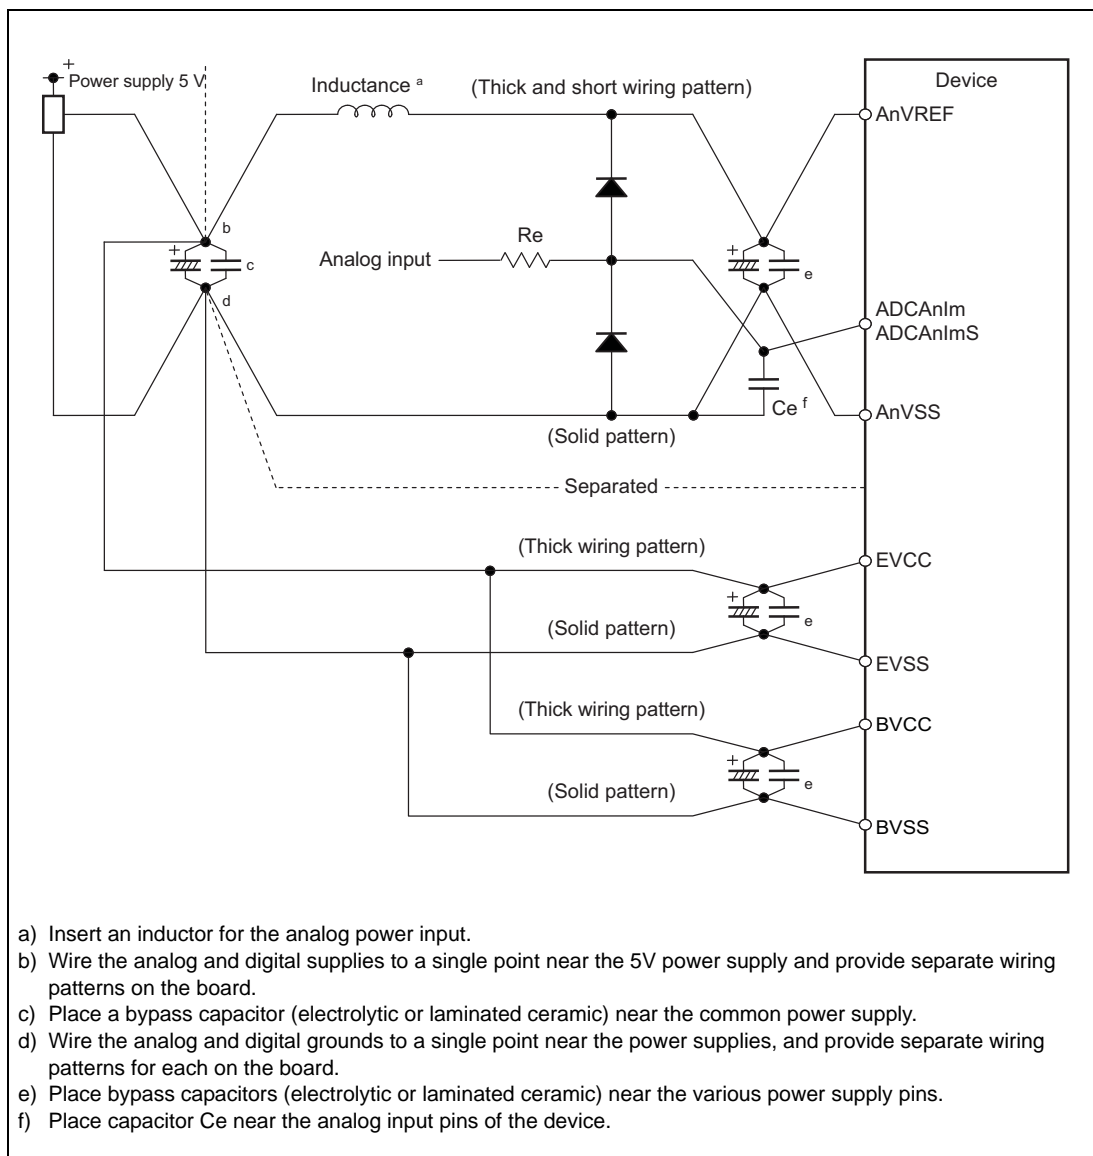 +
Power supply 5 V
Inductance a
(Thick and short wiring pattern)
Device
AnVREF
b
+
c
d
Analog input
Re
+
e
ADCAnIm
ADCAnImS
Ce f
AnVSS
(Solid pattern)
Separated
(Thick wiring pattern)
EVCC
+
e
(Solid pattern)
EVSS
(Thick wiring pattern)
BVCC
+
e
(Solid pattern)
BVSS
a) Insert an inductor for the analog power input.
b) Wire the analog and digital supplies to a single point near the 5V power supply and provide separate wiring
patterns on the board.
c) Place a bypass capacitor (electrolytic or laminated ceramic) near the common power supply.
d) Wire the analog and digital grounds to a single point near the power supplies, and provide separate wiring
patterns for each on the board.
e) Place bypass capacitors (electrolytic or laminated ceramic) near the various power supply pins.
f) Place capacitor Ce near the analog input pins of the device.